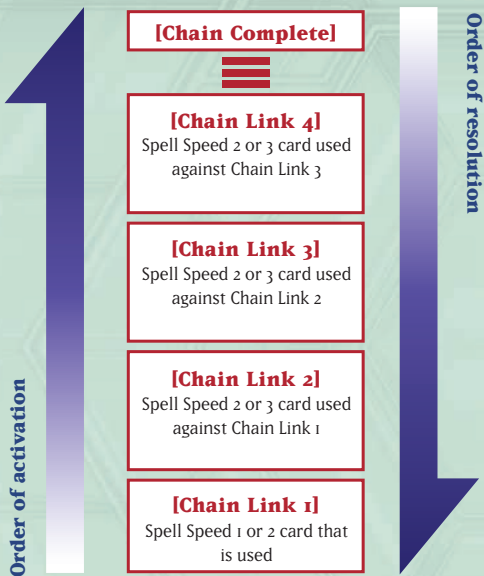 [Chain Complete]
[Chain Link 4]
Spell Speed 2 or 3 card used
against Chain Link 3
[Chain Link 3]
Spell Speed 2 or 3 card used
against Chain Link 2
[Chain Link 2]
Spell Speed 2 or 3 card used
against Chain Link 1
[Chain Link 1]
Spell Speed 1 or 2 card that
is used
Order of activation
Order of resolution